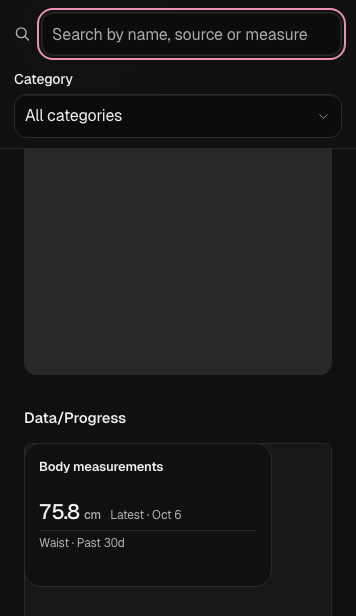 Search by name, source or measure
Category
All categories
Data/Progress
Body measurements
75.8 cm Latest · Oct 6
Waist · Past 30d